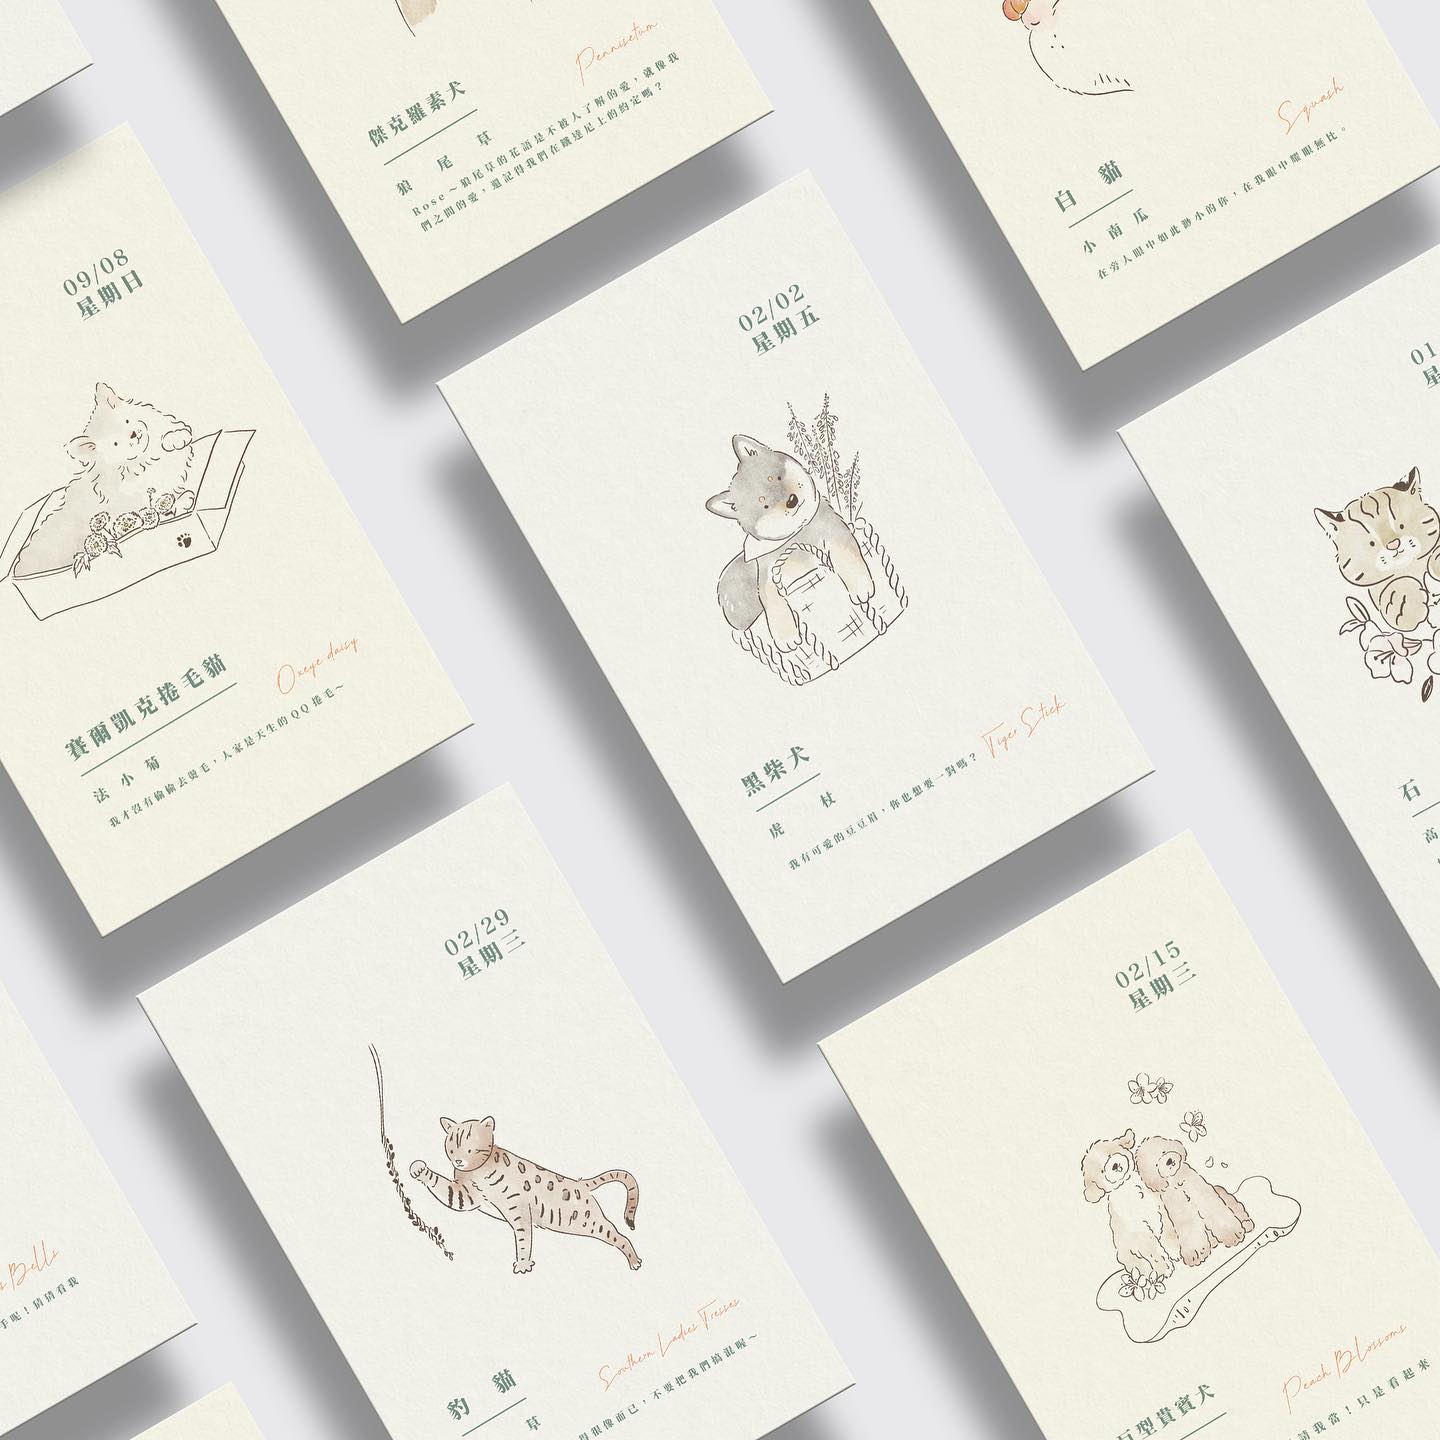 Pennisetum
傑克羅素犬
狼尾草
Rose～狼尾草的花語是不被人了解的愛，就像我
們之間的愛，還記得我們在鐵達尼上的約定嗎？
Squash
白貓
小南瓜
在旁人眼中如此渺小的你，在我眼中耀眼無比。
09/08
星期日
Oxeye daisy
賽爾凱克捲毛貓
法小菊
我才沒有偷偷去燙毛，人家是天生的QQ捲毛~
02/02
星期五
Tiger Stick
黑柴犬
虎杖
我有可愛的豆豆眉，你也想要一對嗎？
01
石
高
Bells
手呢！猜猜看我
02/29
星期三
Southern Ladies Tresses
豹貓
草
得很像而已，不要把我們搞混喔~
02/15
星期三
Peach Blossoms
巨型貴賓犬
請我當！只是看起來